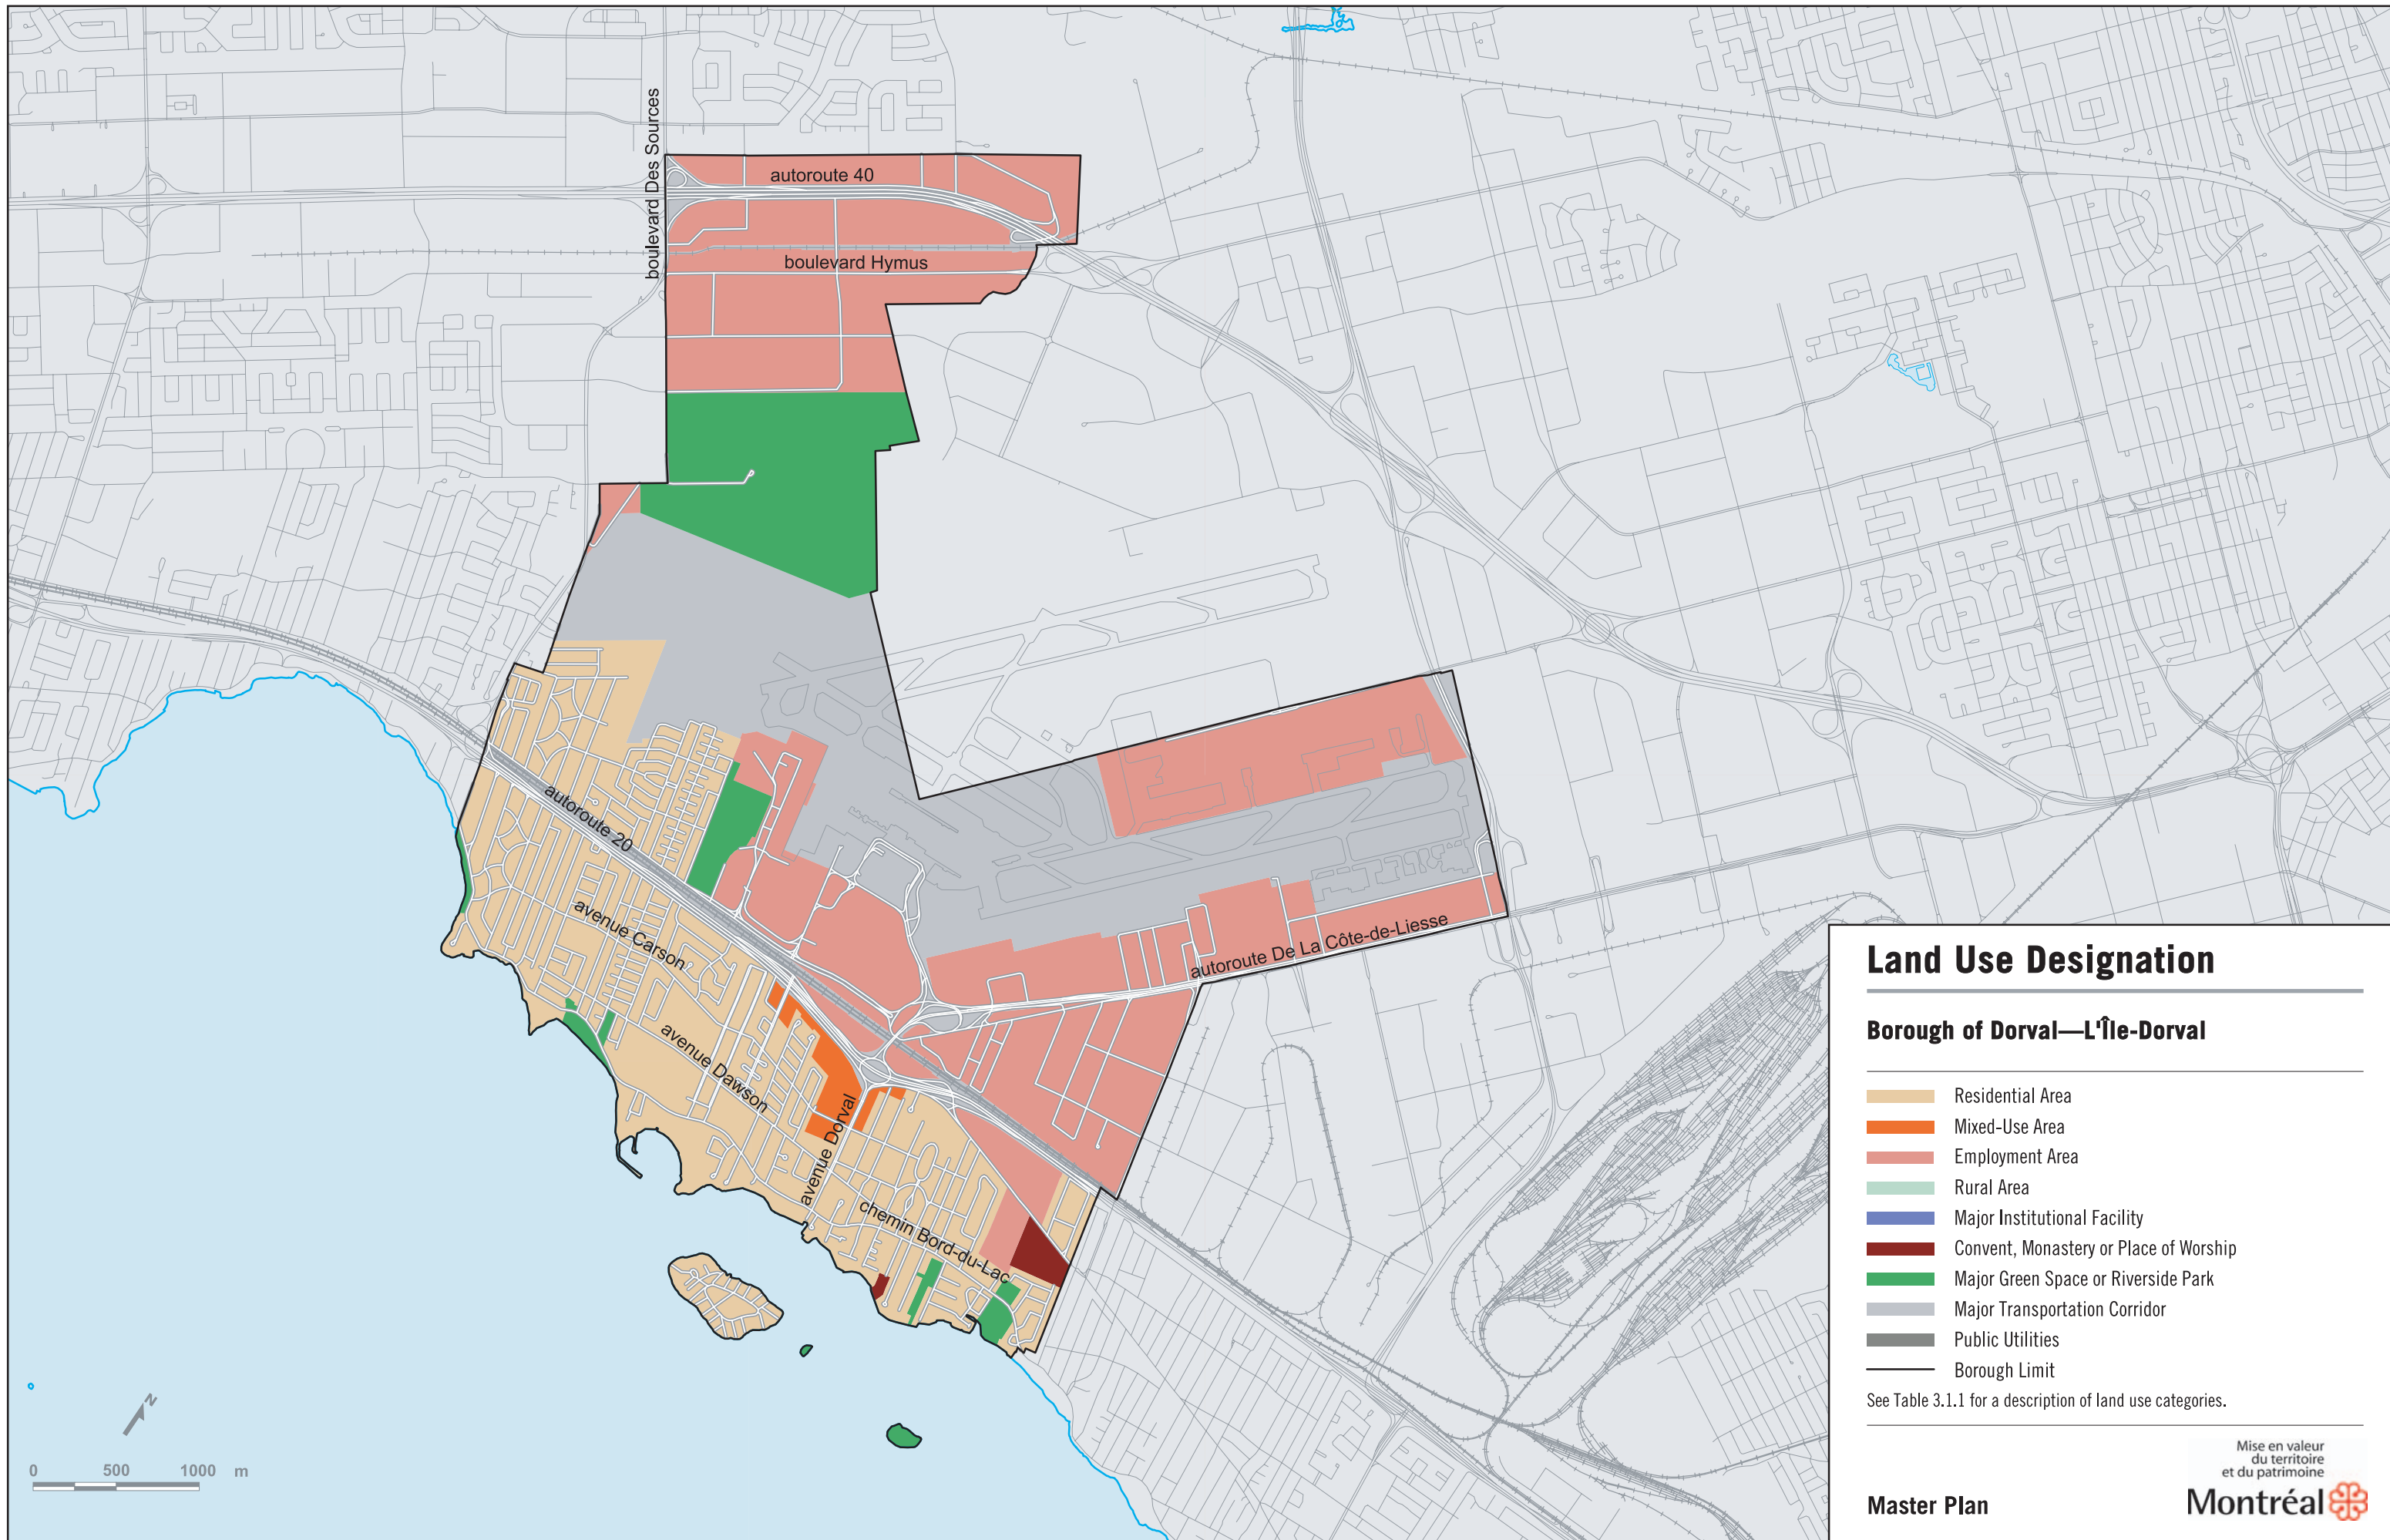 boulevard Des Sources
autoroute 40
boulevard Hymus
autoroute 20
avenue Carson
avenue Dawson
avenue Dorval
chemin Bord-du-Lac
autoroute De La Côte-de-Liesse
N
0 500 1000 m
Land Use Designation
Borough of Dorval—L'Île-Dorval
Residential Area
Mixed-Use Area
Employment Area
Rural Area
Major Institutional Facility
Convent, Monastery or Place of Worship
Major Green Space or Riverside Park
Major Transportation Corridor
Public Utilities
Borough Limit
See Table 3.1.1 for a description of land use categories.
Master Plan
Mise en valeur
du territoire
et du patrimoine
Montréal